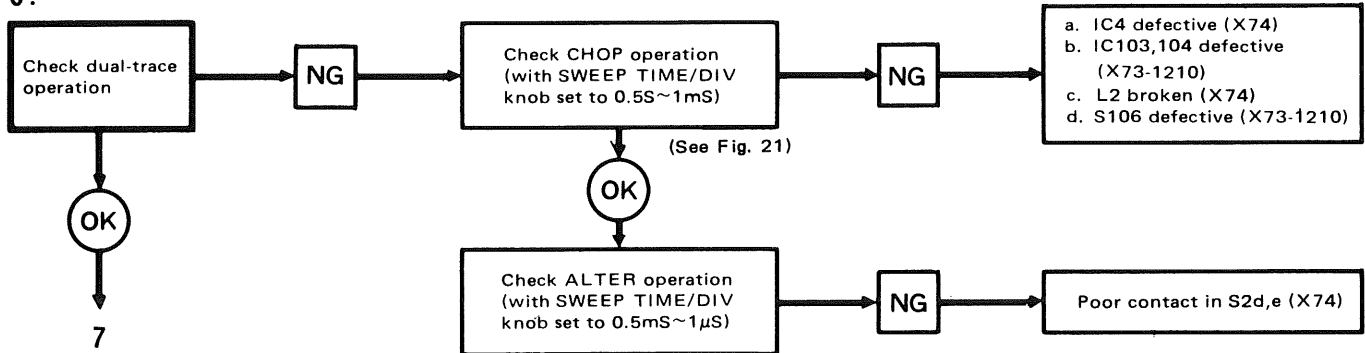 6.
Check dual-trace
operation
NG
Check CHOP operation
(with SWEEP TIME/DIV
knob set to 0.5S~1mS)
NG
a. IC4 defective (X74)
b. IC103,104 defective
(X73-1210)
c. L2 broken (X74)
d. S106 defective (X73-1210)
(See Fig. 21)
OK
OK
Check ALTER operation
(with SWEEP TIME/DIV
knob set to 0.5mS~1μS)
NG
Poor contact in S2d,e (X74)
7